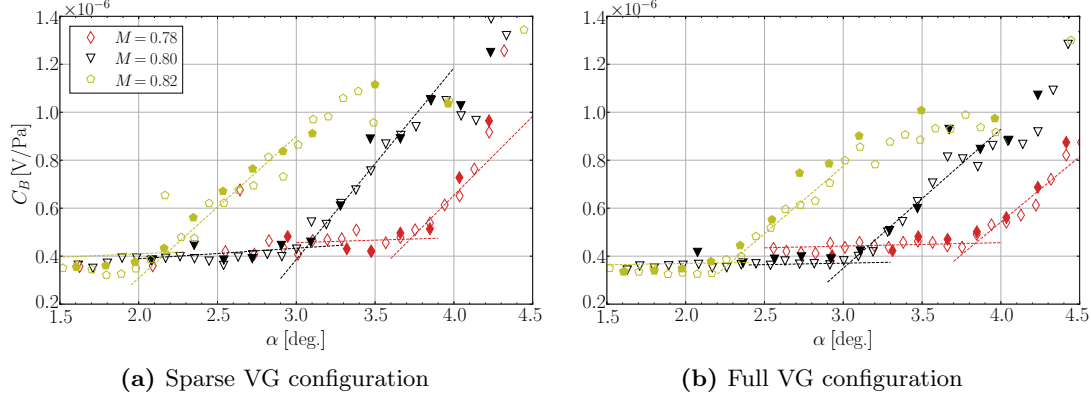 ×10⁻⁶ ×10⁻⁶
1.4 1.4
M = 0.78
M = 0.80
1.2 1.2
M = 0.82
1.0 1.0
C_B [V/Pa]
0.8 0.8
0.6 0.6
0.4 0.4
0.2 0.2
1.5 2.0 2.5 3.0 3.5 4.0 4.5 1.5 2.0 2.5 3.0 3.5 4.0 4.5
α [deg.] α [deg.]
(a) Sparse VG configuration (b) Full VG configuration